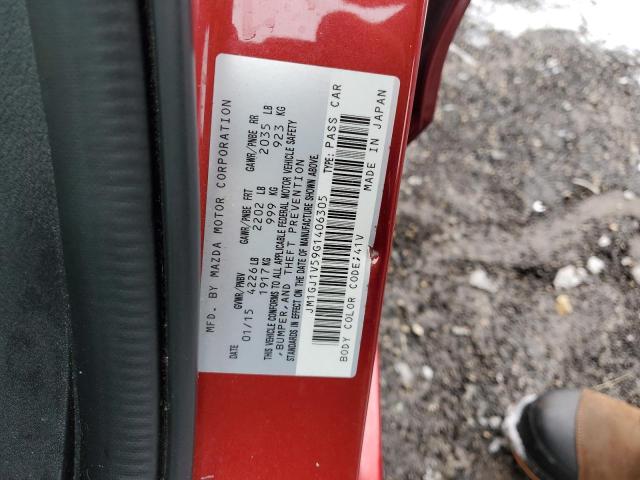 MFD. BY MAZDA MOTOR CORPORATION
DATE GVWR/PNBV GAWR/PNBE FRT GAWR/PNBE RR
01/15 4226 LB 2202 LB 2035 LB
1917 KG 999 KG 923 KG
THIS VEHICLE CONFORMS TO ALL APPLICABLE FEDERAL MOTOR VEHICLE SAFETY
,BUMPER,AND THEFT PREVENTION
STANDARDS IN EFFECT ON THE DATE OF MANUFACTURE SHOWN ABOVE.
JM1GJ1V59G1406305 TYPE: PASS CAR
BODY COLOR CODE:41V MADE IN JAPAN